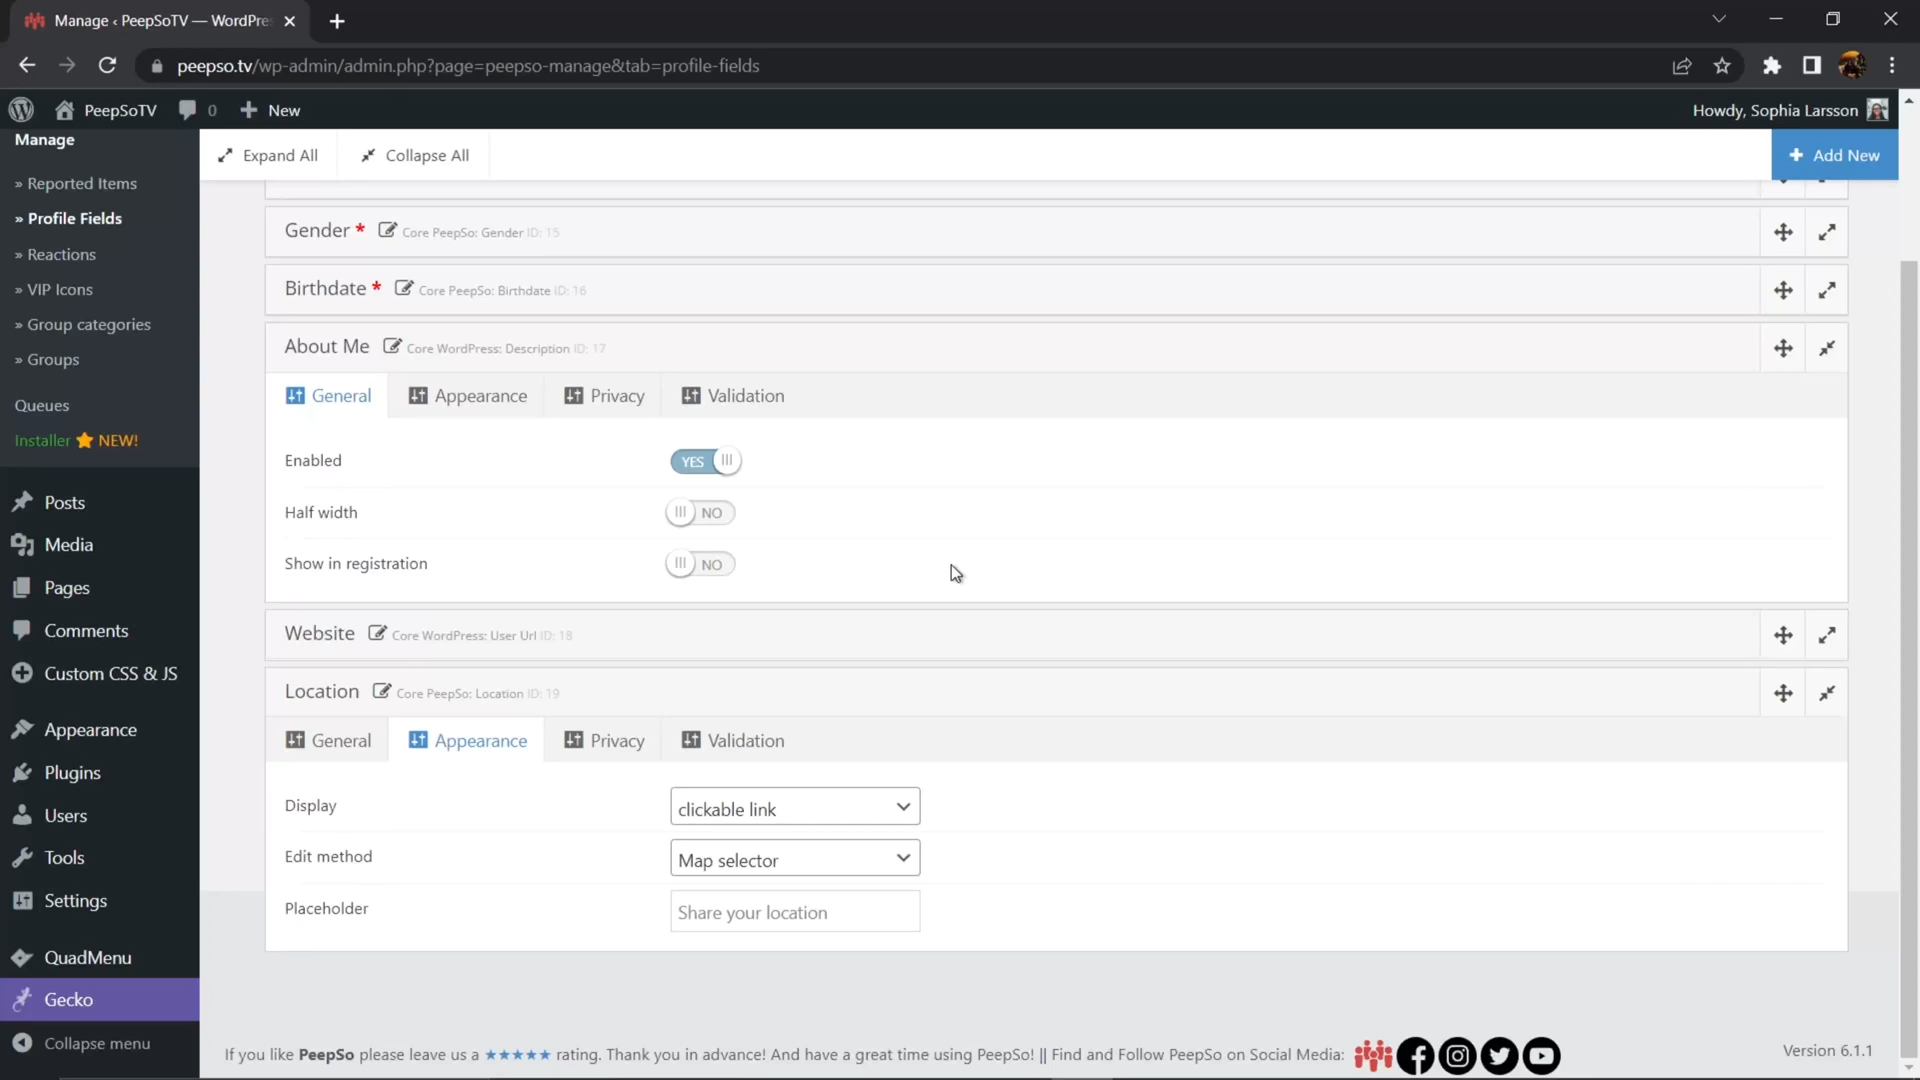 Manage ‹ PeepSoTV — WordPre
peepso.tv/wp-admin/admin.php?page=peepso-manage&tab=profile-fields
PeepSoTV 0 + New
Howdy, Sophia Larsson
Manage
» Reported Items
» Profile Fields
» Reactions
» VIP Icons
» Group categories
» Groups
Queues
Installer NEW!
Posts
Media
Pages
Comments
Custom CSS & JS
Appearance
Plugins
Users
Tools
Settings
QuadMenu
Gecko
Collapse menu
Expand All
Collapse All
+ Add New
Gender * Core PeepSo: Gender ID: 15
Birthdate * Core PeepSo: Birthdate ID: 16
About Me Core WordPress: Description ID: 17
General Appearance Privacy Validation
Enabled YES
Half width NO
Show in registration NO
Website Core WordPress: User Url ID: 18
Location Core PeepSo: Location ID: 19
General Appearance Privacy Validation
Display clickable link
Edit method Map selector
Placeholder Share your location
If you like PeepSo please leave us a ★★★★★ rating. Thank you in advance! And have a great time using PeepSo! || Find and Follow PeepSo on Social Media:
Version 6.1.1